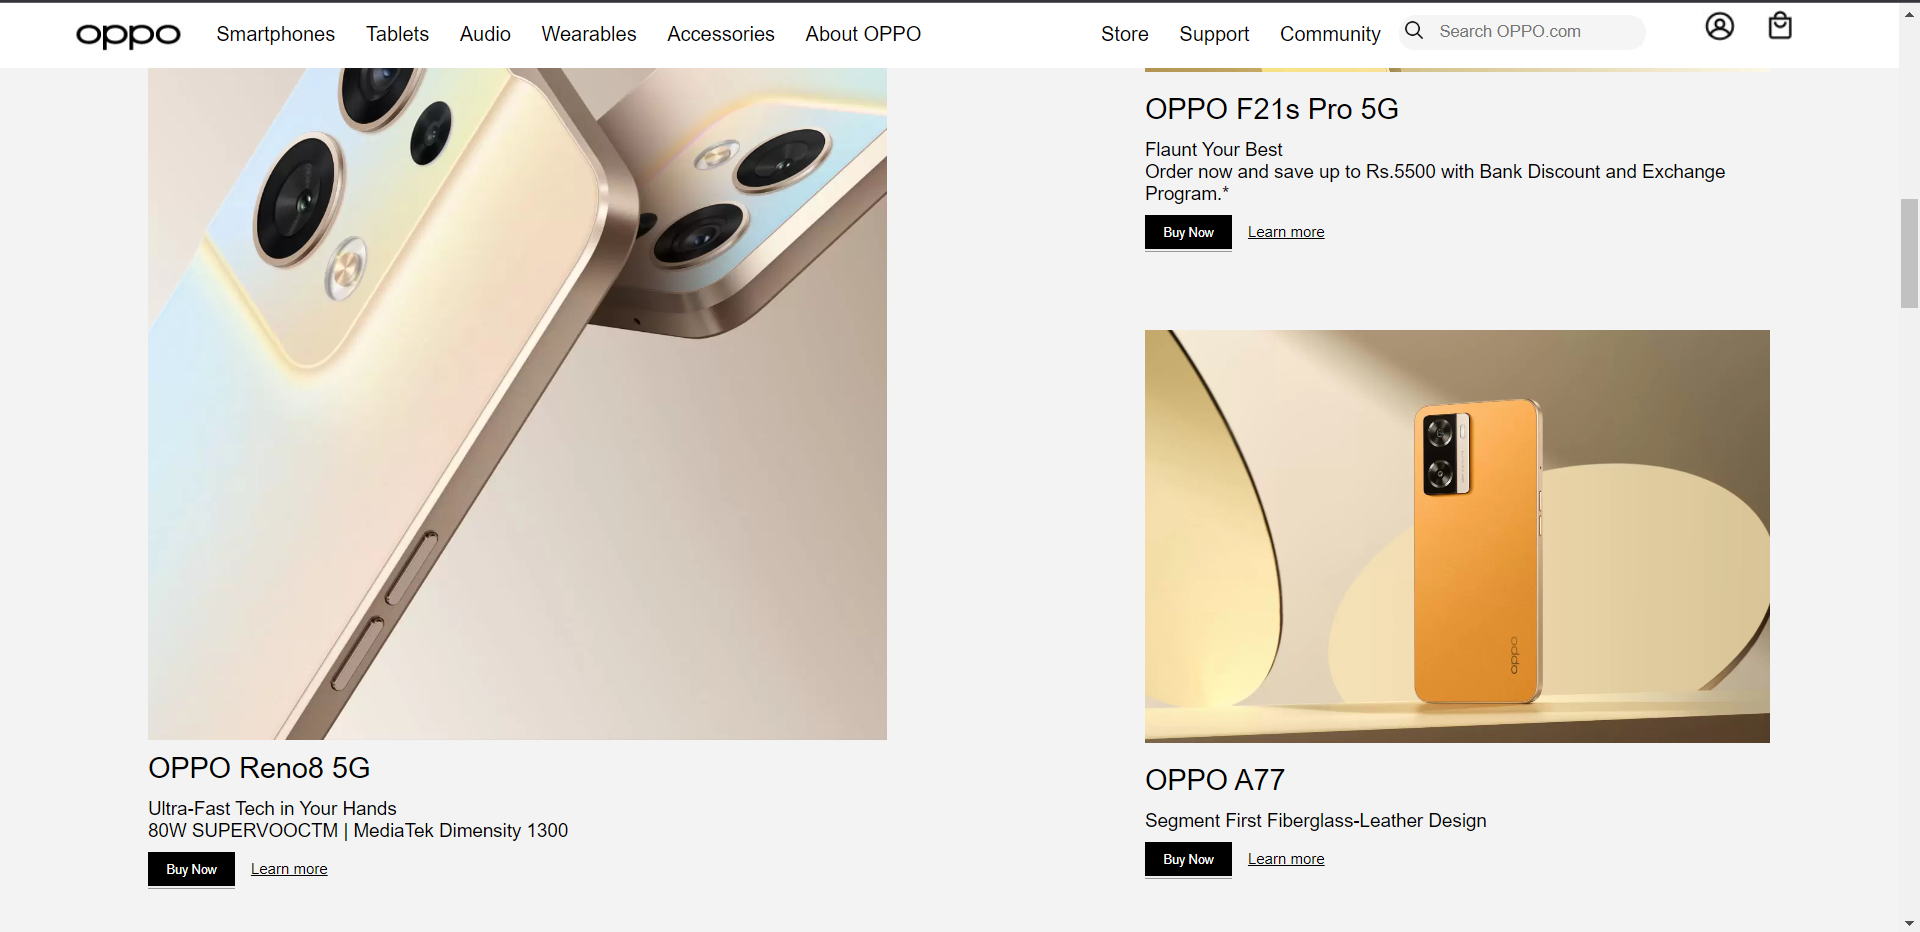 oppo
Smartphones Tablets Audio Wearables Accessories About OPPO Store Support Community Search OPPO.com
OPPO F21s Pro 5G
Flaunt Your Best
Order now and save up to Rs.5500 with Bank Discount and Exchange
Program.*
Buy Now Learn more
OPPO Reno8 5G
Ultra-Fast Tech in Your Hands
80W SUPERVOOCTM | MediaTek Dimensity 1300
Buy Now Learn more
oppo
OPPO A77
Segment First Fiberglass-Leather Design
Buy Now Learn more